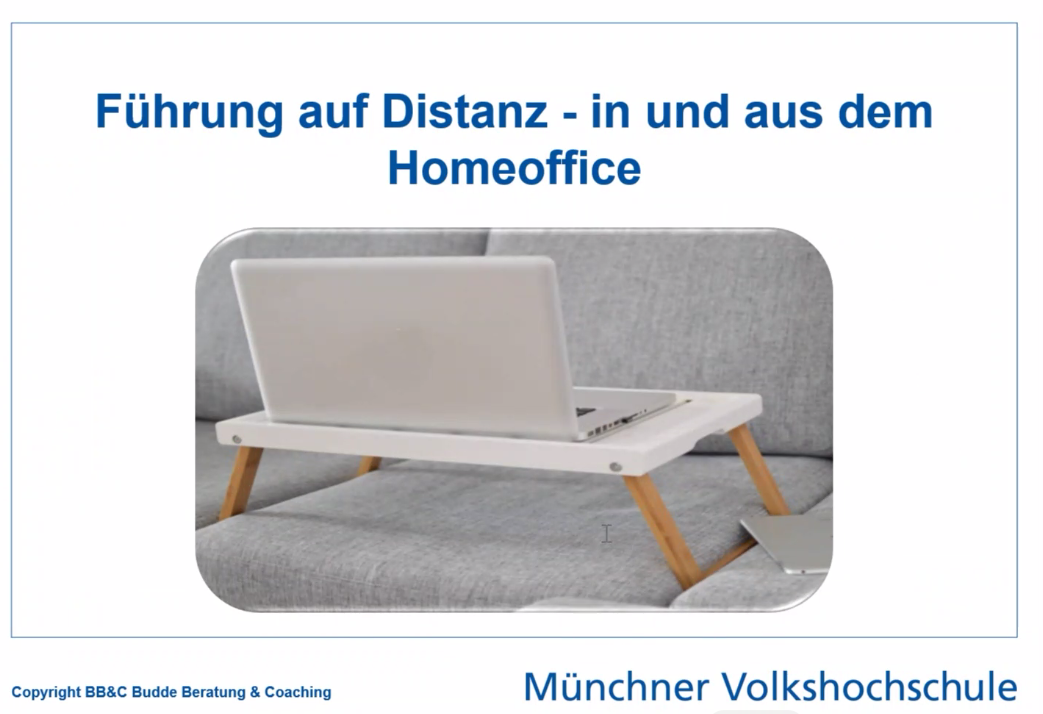 Führung auf Distanz - in und aus dem
Homeoffice
Copyright BB&C Budde Beratung & Coaching
Münchner Volkshochschule